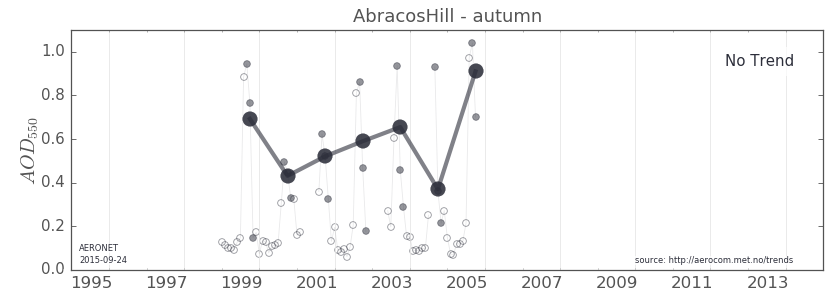 AbracosHill - autumn
No Trend
AOD550
1.0
0.8
0.6
0.4
0.2
0.0
AERONET
2015-09-24
source: http://aerocom.met.no/trends
1995 1997 1999 2001 2003 2005 2007 2009 2011 2013